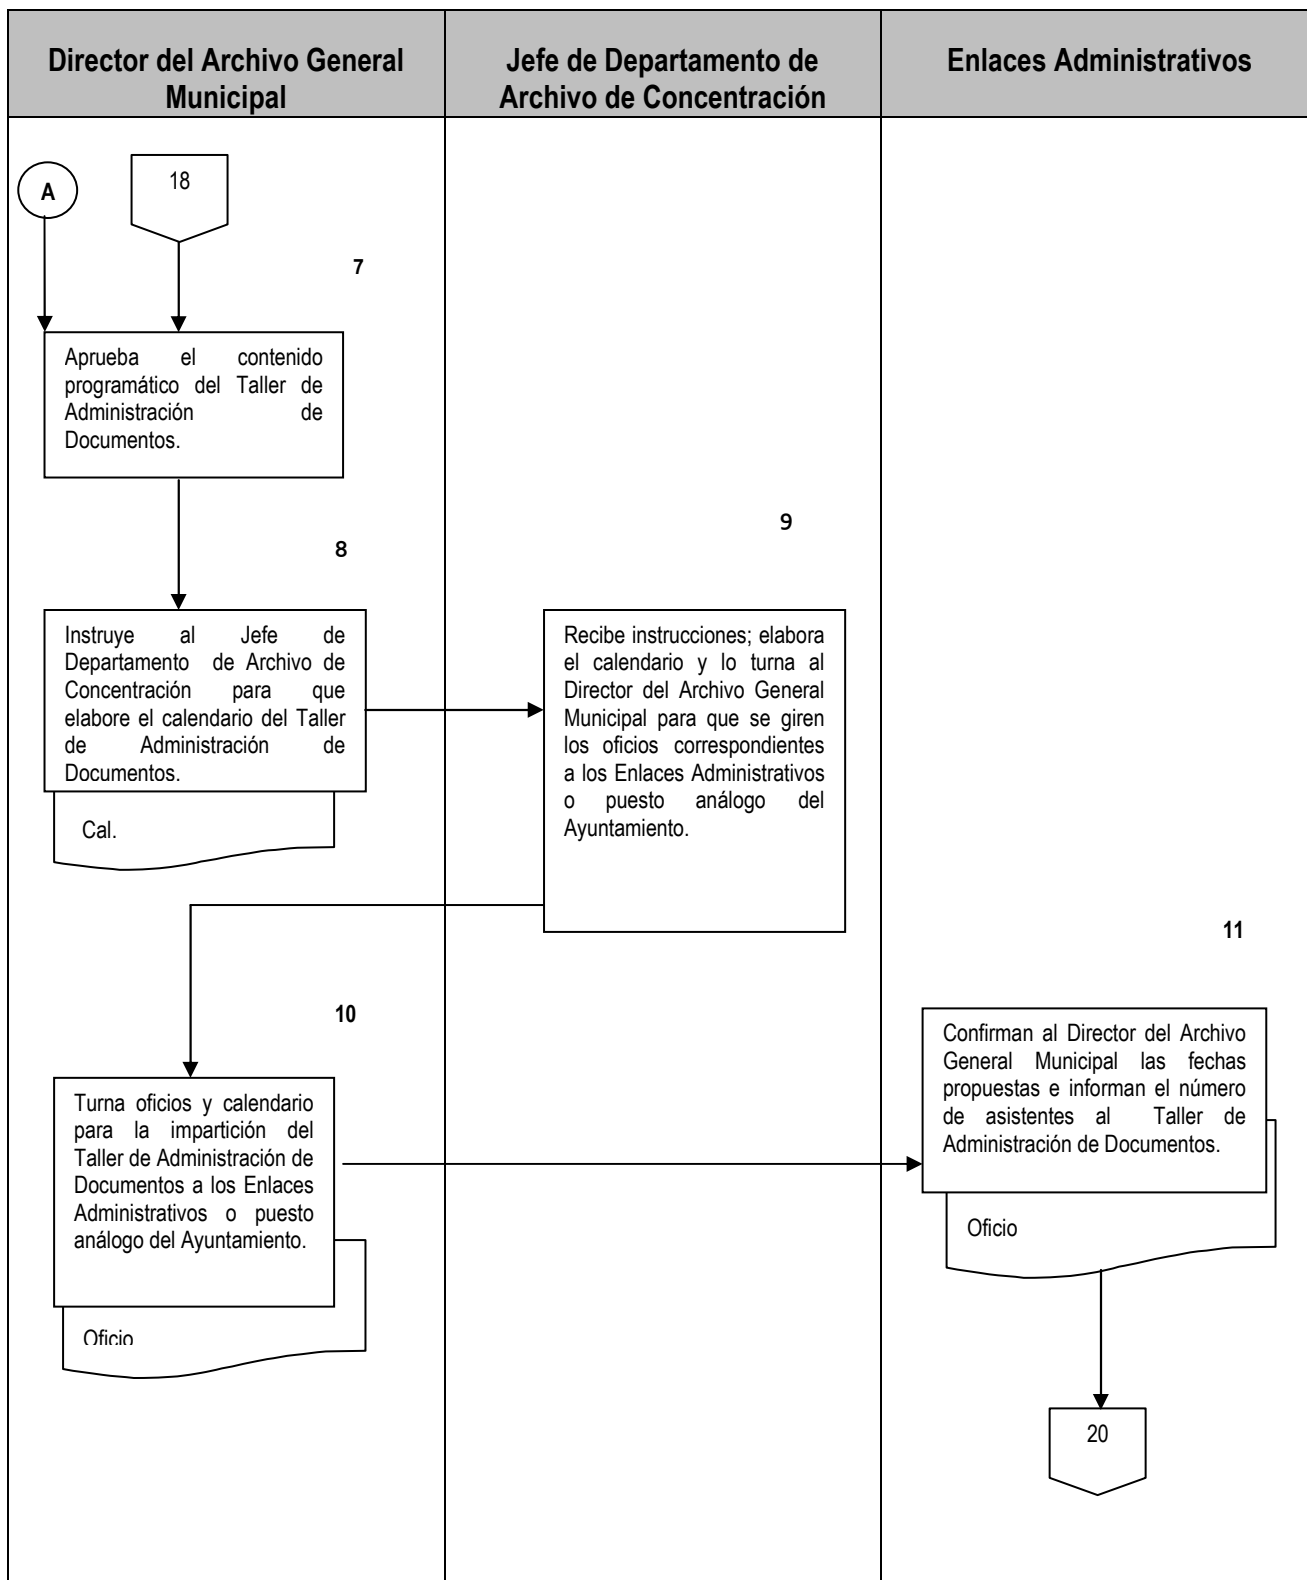 Director del Archivo General
Municipal
Jefe de Departamento de
Archivo de Concentración
Enlaces Administrativos
A
18
7
Aprueba el contenido
programático del Taller de
Administración de
Documentos.
8
Instruye al Jefe de
Departamento de Archivo de
Concentración para que
elabore el calendario del Taller
de Administración de
Documentos.
Cal.
9
Recibe instrucciones; elabora
el calendario y lo turna al
Director del Archivo General
Municipal para que se giren
los oficios correspondientes
a los Enlaces Administrativos
o puesto análogo del
Ayuntamiento.
10
Turna oficios y calendario
para la impartición del
Taller de Administración de
Documentos a los Enlaces
Administrativos o puesto
análogo del Ayuntamiento.
Oficio
11
Confirman al Director del Archivo
General Municipal las fechas
propuestas e informan el número
de asistentes al Taller de
Administración de Documentos.
Oficio
20